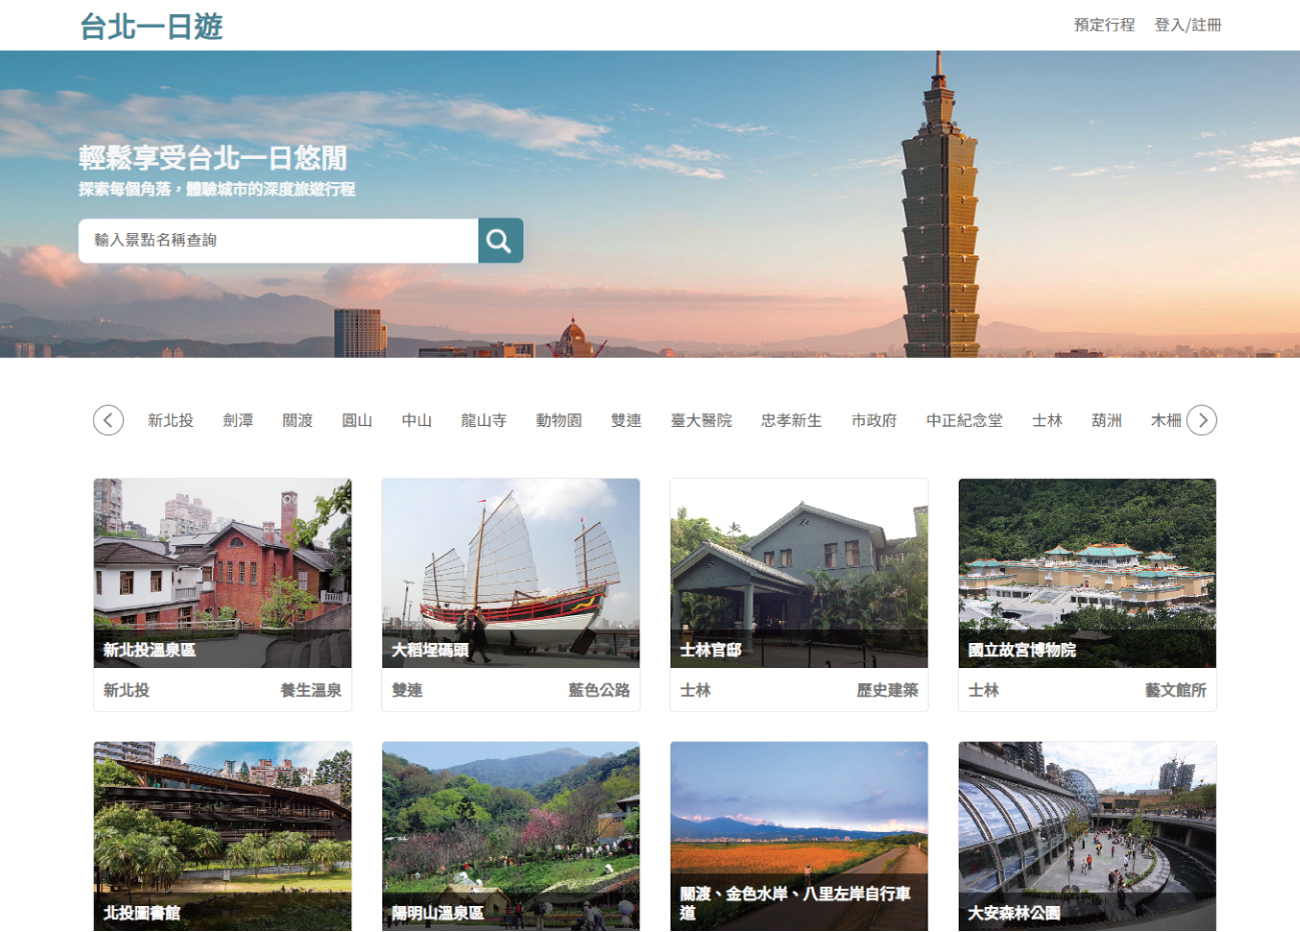 台北一日遊
預定行程 登入/註冊
輕鬆享受台北一日悠閒
探索每個角落，體驗城市的深度旅遊行程
輸入景點名稱查詢
新北投 劍潭 關渡 圓山 中山 龍山寺 動物園 雙連 臺大醫院 忠孝新生 市政府 中正紀念堂 士林 葫洲 木柵
新北投溫泉區
新北投 養生溫泉
大稻埕碼頭
雙連 藍色公路
士林官邸
士林 歷史建築
國立故宮博物院
士林 藝文館所
北投圖書館
陽明山溫泉區
關渡、金色水岸、八里左岸自行車
道
大安森林公園